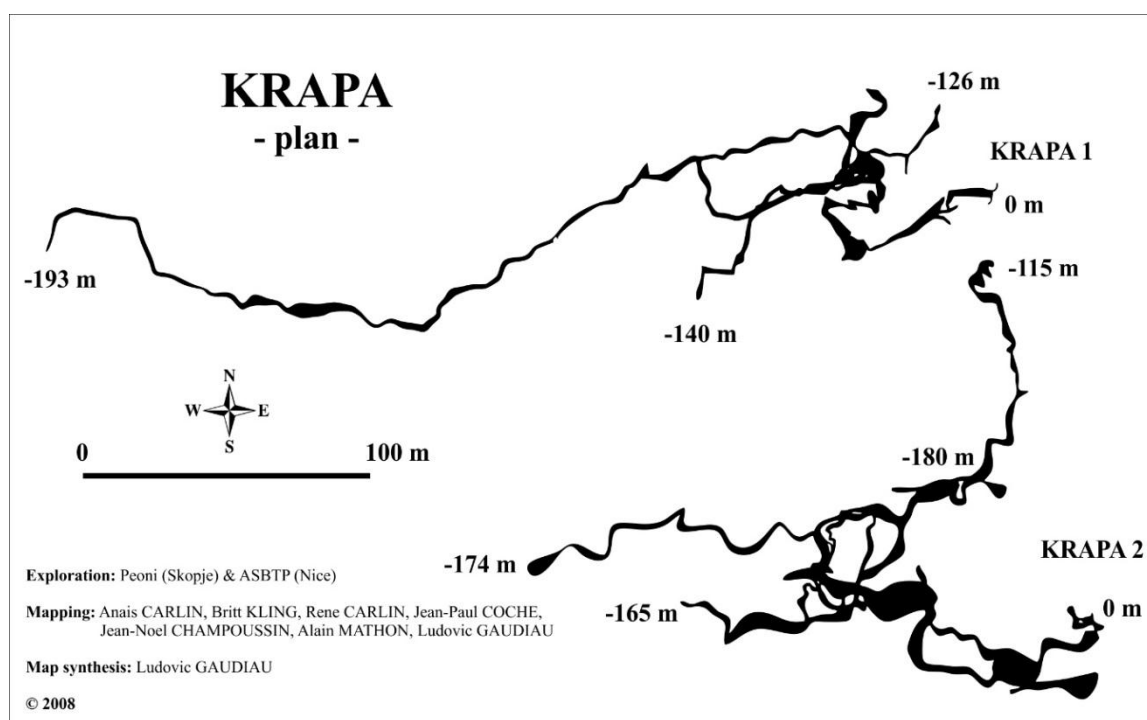 KRAPA
- plan -
-126 m
KRAPA 1
0 m
-193 m
-115 m
-140 m
N
W E
S
0 100 m
-180 m
KRAPA 2
-174 m
-165 m
0 m
Exploration: Peoni (Skopje) & ASBTP (Nice)
Mapping: Anais CARLIN, Britt KLING, Rene CARLIN, Jean-Paul COCHE,
Jean-Noel CHAMPOUSSIN, Alain MATHON, Ludovic GAUDIAU
Map synthesis: Ludovic GAUDIAU
© 2008